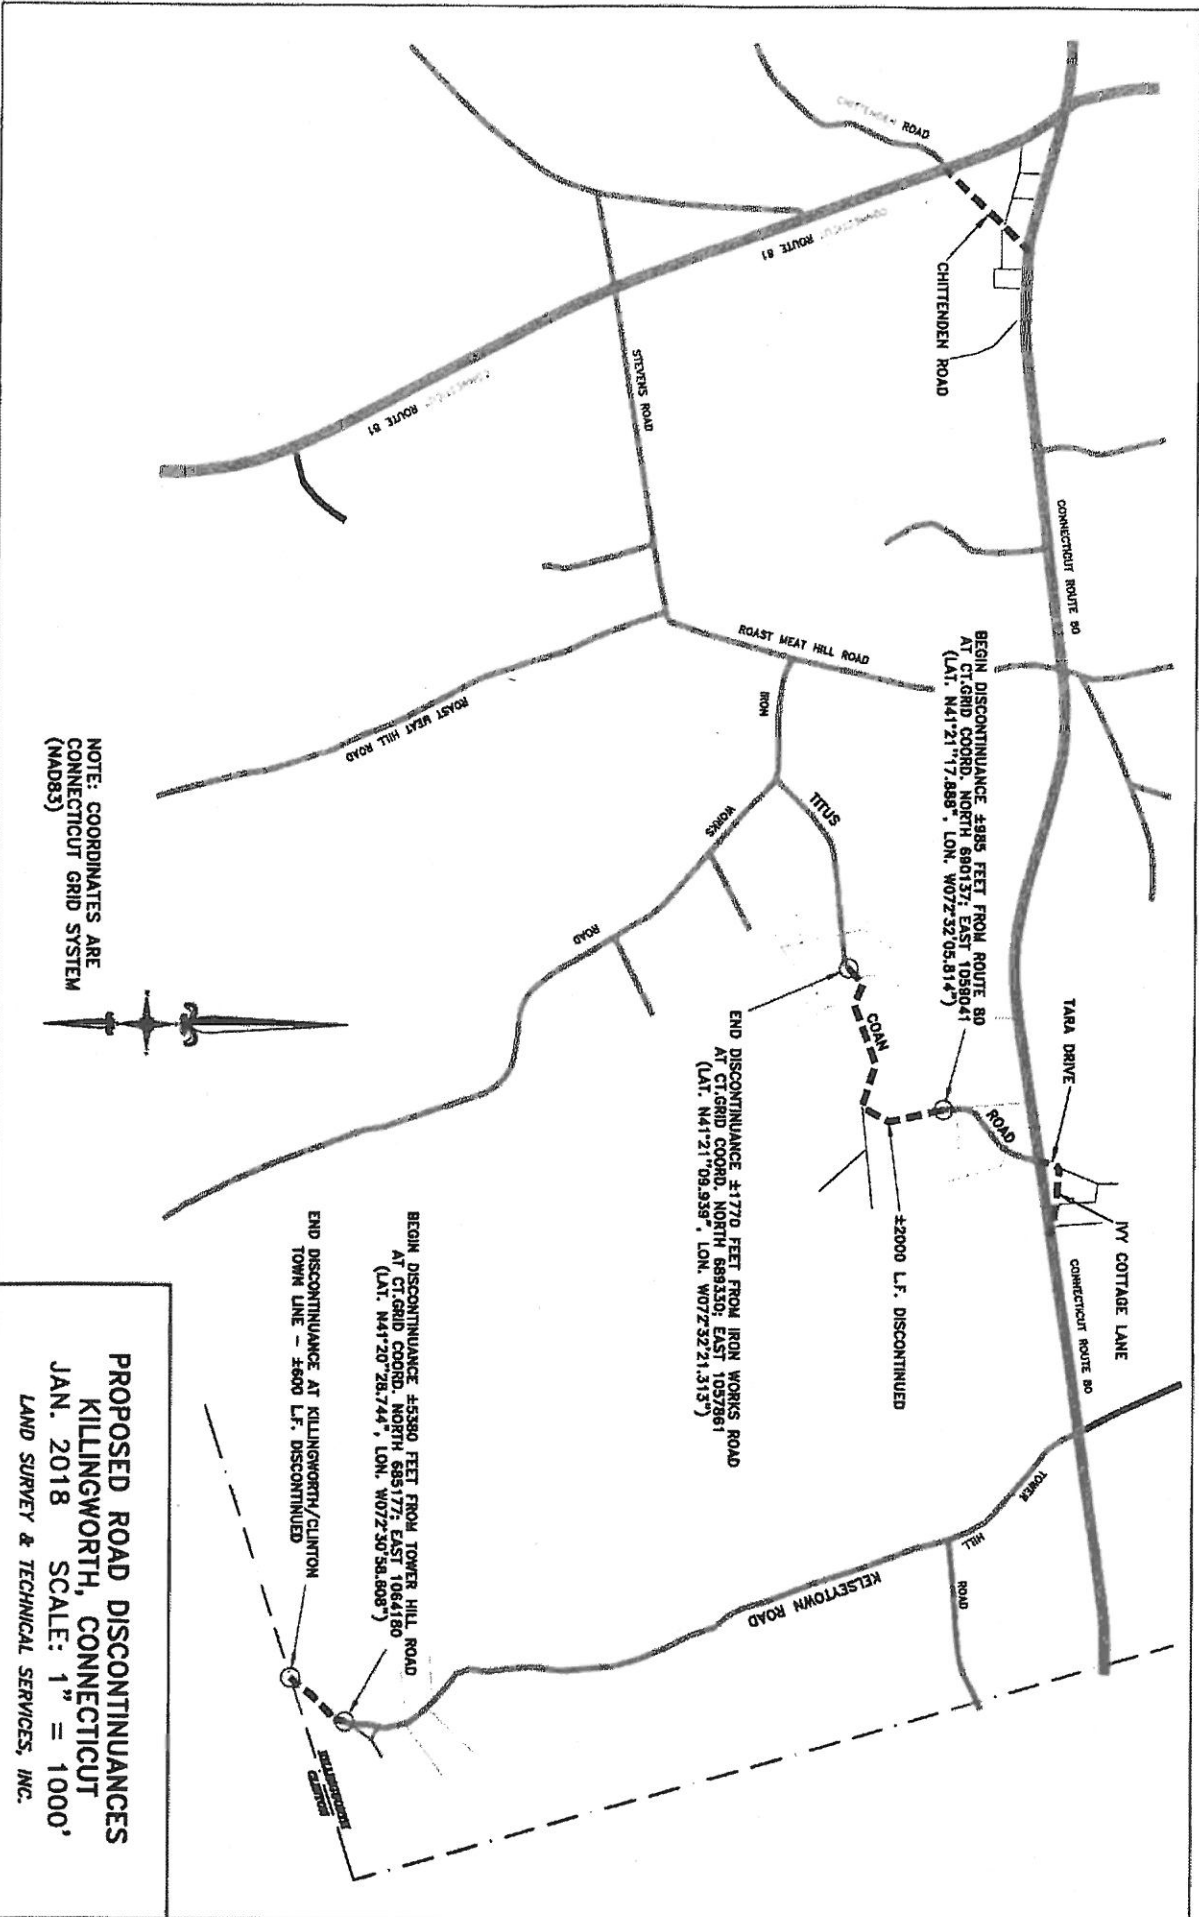 CHITTENDEN ROAD
CONNECTICUT ROUTE 81
CHITTENDEN ROAD
STEVENS ROAD
CONNECTICUT ROUTE 81
CONNECTICUT ROUTE 80
ROAST MEAT HILL ROAD
ROAST MEAT HILL ROAD
IRON
WORKS
ROAD
TITUS
COAN
ROAD
BEGIN DISCONTINUANCE ±985 FEET FROM ROUTE 80
AT CT.GRID COORD. NORTH 690137; EAST 1059041
(LAT. N41°21'17.888", LON. W072°32'05.814")
TARA DRIVE
IVY COTTAGE LANE
CONNECTICUT ROUTE 80
END DISCONTINUANCE ±1770 FEET FROM IRON WORKS ROAD
AT CT.GRID COORD. NORTH 689330; EAST 1057861
(LAT. N41°21'09.939", LON. W072°32'21.313")
±2000 L.F. DISCONTINUED
TOWER
HILL
ROAD
KELSEYTOWN ROAD
BEGIN DISCONTINUANCE ±5380 FEET FROM TOWER HILL ROAD
AT CT.GRID COORD. NORTH 685177; EAST 1064180
(LAT. N41°20'28.744", LON. W072°30'58.608")
END DISCONTINUANCE AT KILLINGWORTH/CLINTON
TOWN LINE - ±600 L.F. DISCONTINUED
KILLINGWORTH
CLINTON
NOTE: COORDINATES ARE
CONNECTICUT GRID SYSTEM
(NAD83)
PROPOSED ROAD DISCONTINUANCES
KILLINGWORTH, CONNECTICUT
JAN. 2018 SCALE: 1" = 1000'
LAND SURVEY & TECHNICAL SERVICES, INC.